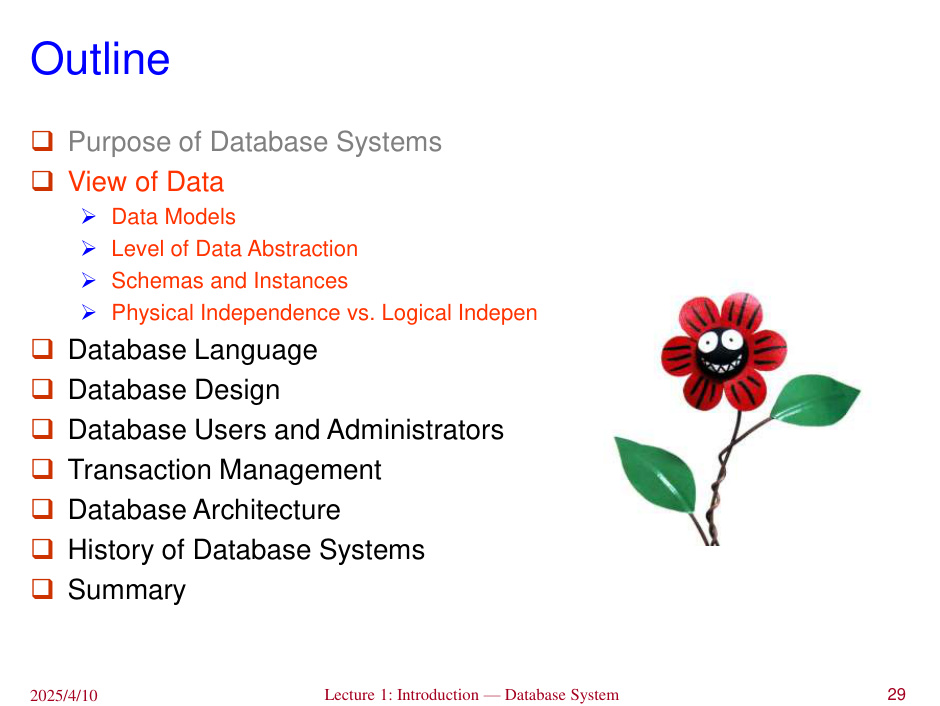 Outline
Purpose of Database Systems
View of Data
Data Models
Level of Data Abstraction
Schemas and Instances
Physical Independence vs. Logical Indepen
Database Language
Database Design
Database Users and Administrators
Transaction Management
Database Architecture
History of Database Systems
Summary
2025/4/10 Lecture 1: Introduction — Database System 29